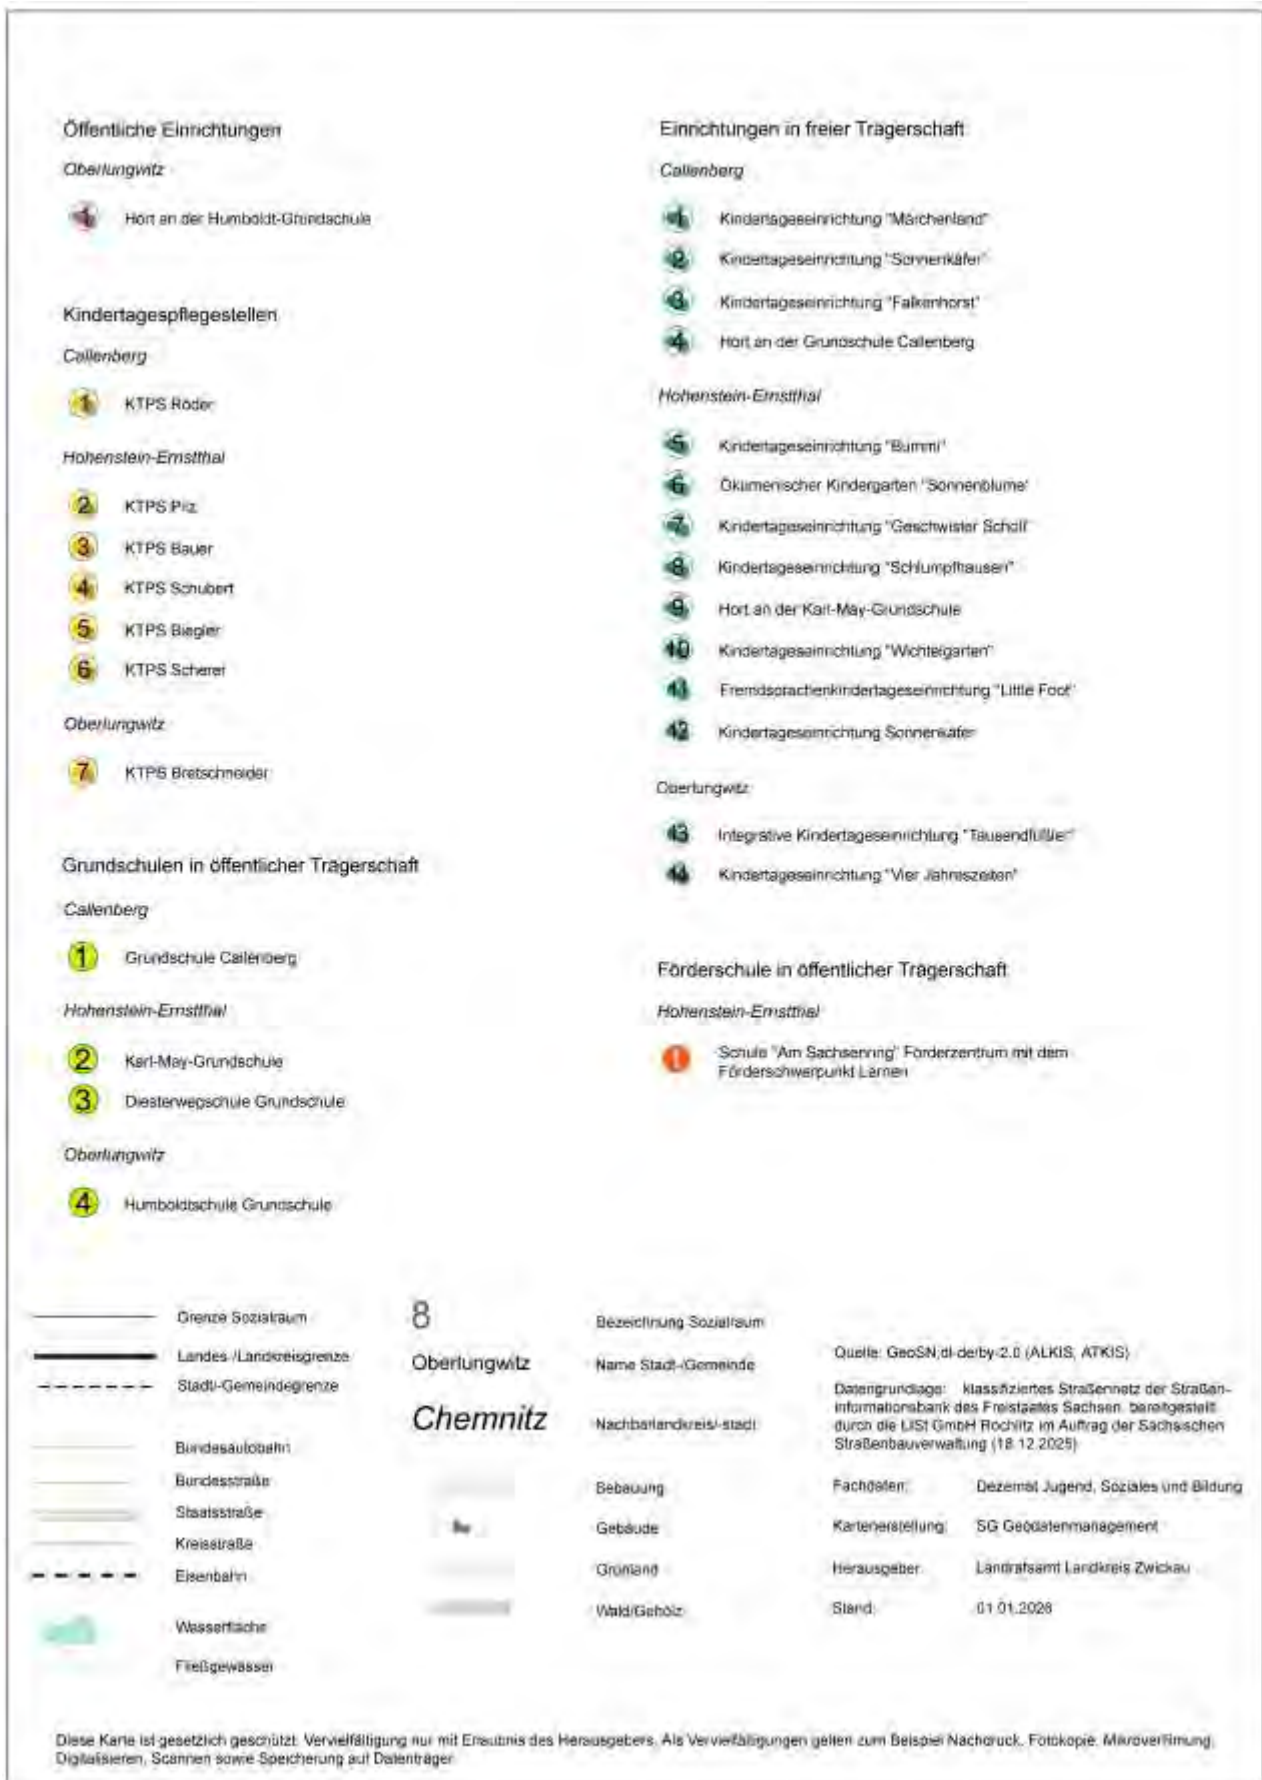 Öffentliche Einrichtungen
Oberlungwitz
1 Hort an der Humboldt-Grundschule
Kindertagespflegestellen
Callenberg
1 KTPS Röder
Hohenstein-Ernstthal
2 KTPS Pilz
3 KTPS Bauer
4 KTPS Schubert
5 KTPS Biegler
6 KTPS Scherer
Oberlungwitz
7 KTPS Bretschneider
Grundschulen in öffentlicher Trägerschaft
Callenberg
1 Grundschule Callenberg
Hohenstein-Ernstthal
2 Karl-May-Grundschule
3 Diesterwegschule Grundschule
Oberlungwitz
4 Humboldtschule Grundschule
Einrichtungen in freier Trägerschaft
Callenberg
1 Kindertageseinrichtung "Märchenland"
2 Kindertageseinrichtung "Sonnenkäfer"
3 Kindertageseinrichtung "Falkenhorst"
4 Hort an der Grundschule Callenberg
Hohenstein-Ernstthal
5 Kindertageseinrichtung "Bummi"
6 Ökumenischer Kindergarten "Sonnenblume"
7 Kindertageseinrichtung "Geschwister Scholl"
8 Kindertageseinrichtung "Schlumpfhausen"
9 Hort an der Karl-May-Grundschule
10 Kindertageseinrichtung "Wichtelgarten"
11 Fremdsprachenkindertageseinrichtung "Little Foot"
12 Kindertageseinrichtung Sonnenkäfer
Oberlungwitz
13 Integrative Kindertageseinrichtung "Tausendfüßler"
14 Kindertageseinrichtung "Vier Jahreszeiten"
Förderschule in öffentlicher Trägerschaft
Hohenstein-Ernstthal
1 Schule "Am Sachsenring" Förderzentrum mit dem
Förderschwerpunkt Lernen
Grenze Sozialraum
Landes-/Landkreisgrenze
Stadt-/Gemeindegrenze
Bundesautobahn
Bundesstraße
Staatsstraße
Kreisstraße
Eisenbahn
Wasserfläche
Fließgewässer
8 Bezeichnung Sozialraum
Oberlungwitz Name Stadt-/Gemeinde
Chemnitz Nachbarlandkreis/-stadt
Bebauung
Gebäude
Grünland
Wald/Gehölz
Quelle: GeoSN,dl-de/by-2.0 (ALKIS, ATKIS)
Datengrundlage: klassifiziertes Straßennetz der Straßen-
informationsbank des Freistaates Sachsen, bereitgestellt
durch die LISt GmbH Rochlitz im Auftrag der Sächsischen
Straßenbauverwaltung (18.12.2025)
Fachdaten: Dezernat Jugend, Soziales und Bildung
Kartenerstellung: SG Geodatenmanagement
Herausgeber: Landratsamt Landkreis Zwickau
Stand: 01.01.2026
Diese Karte ist gesetzlich geschützt. Vervielfältigung nur mit Erlaubnis des Herausgebers. Als Vervielfältigungen gelten zum Beispiel Nachdruck, Fotokopie, Mikroverfilmung,
Digitalisieren, Scannen sowie Speicherung auf Datenträger.